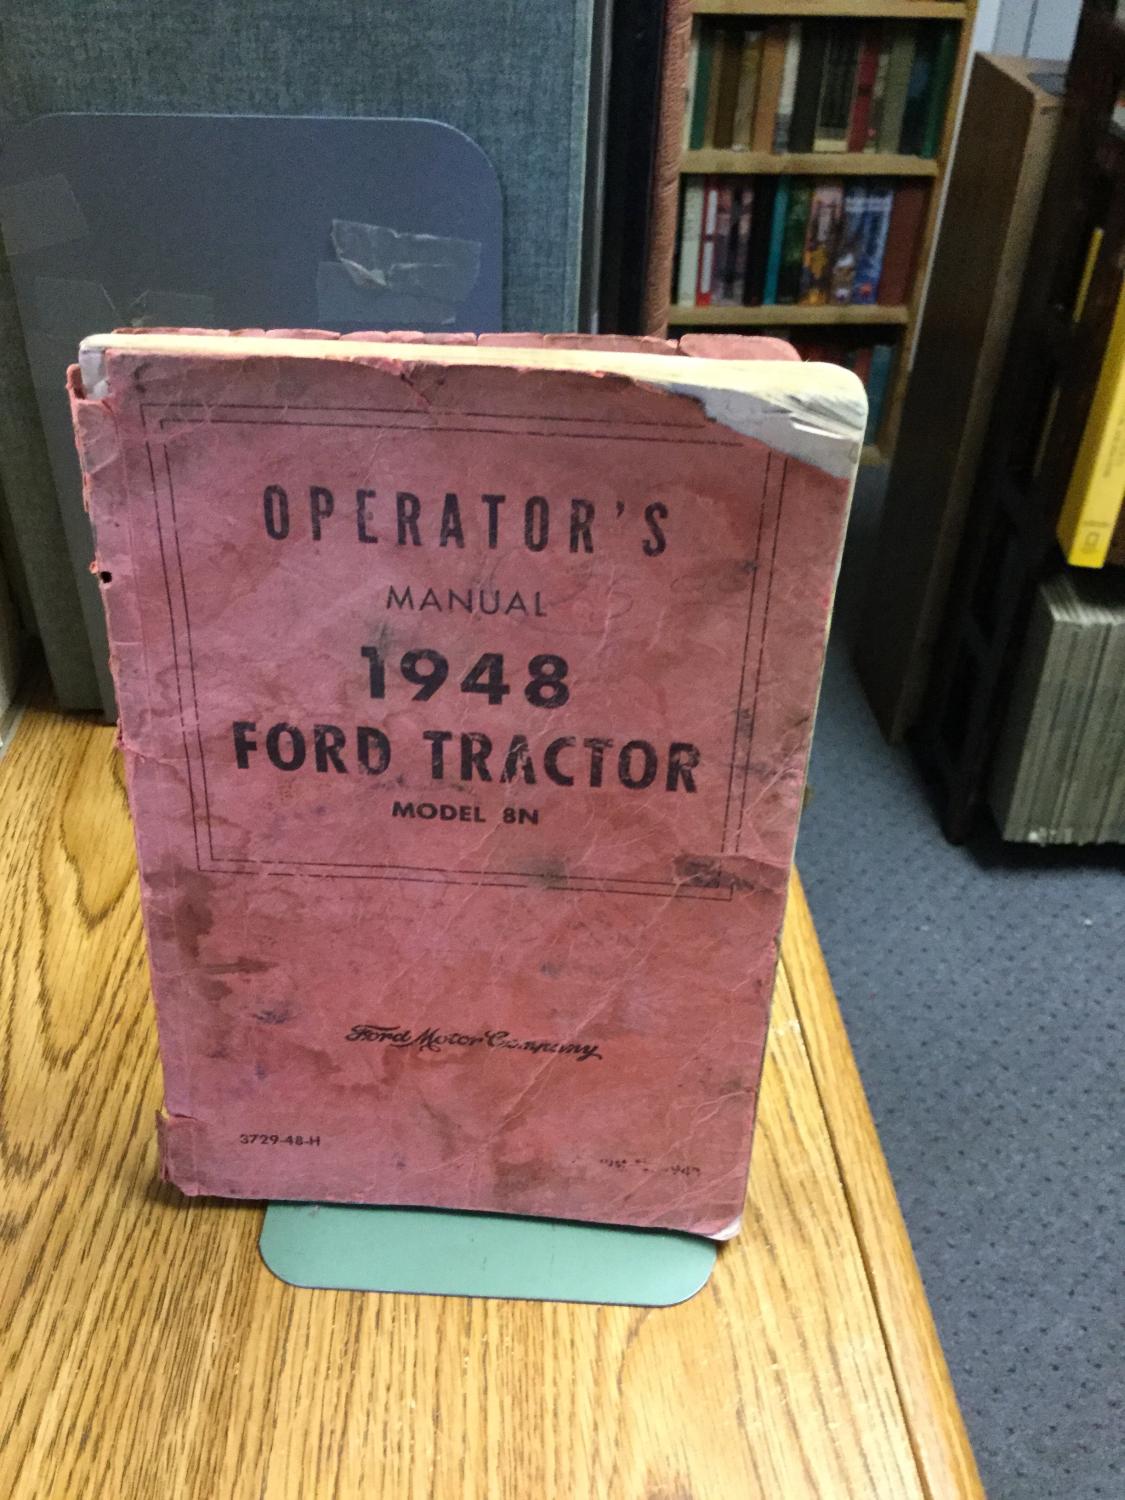 OPERATOR'S
MANUAL
1948
FORD TRACTOR
MODEL 8N
Ford Motor Company
3729-48-H